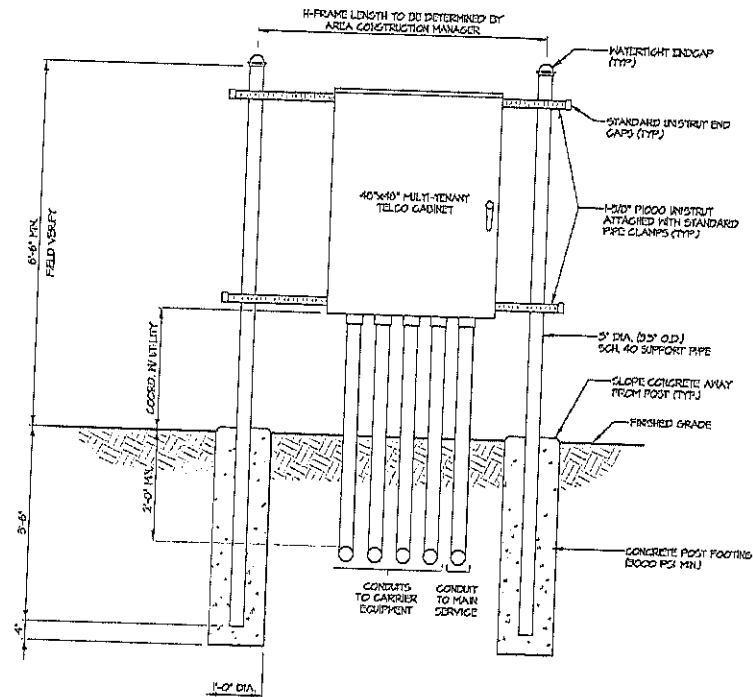 H-FRAME LENGTH TO BE DETERMINED BY
AREA CONSTRUCTION MANAGER
WATERTIGHT ENDCAP
(TYP.)
STANDARD UNISTRUT END
CAPS (TYP.)
40"x48" MULTI-TENANT
TELCO CABINET
1-5/8" P1000 UNISTRUT
ATTACHED WITH STANDARD
PIPE CLAMPS (TYP.)
6'-6" MIN.
FIELD VERIFY
COORD. W/ UTILITY
3" DIA. (3.5" O.D.)
SCH. 40 SUPPORT PIPE
SLOPE CONCRETE AWAY
FROM POST (TYP.)
FINISHED GRADE
2'-0" MIN.
3'-6"
4"
CONCRETE POST FOOTING
(3000 PSI MIN.)
CONDUITS
TO CARRIER
EQUIPMENT
CONDUIT
TO MAIN
SERVICE
1'-0" DIA.